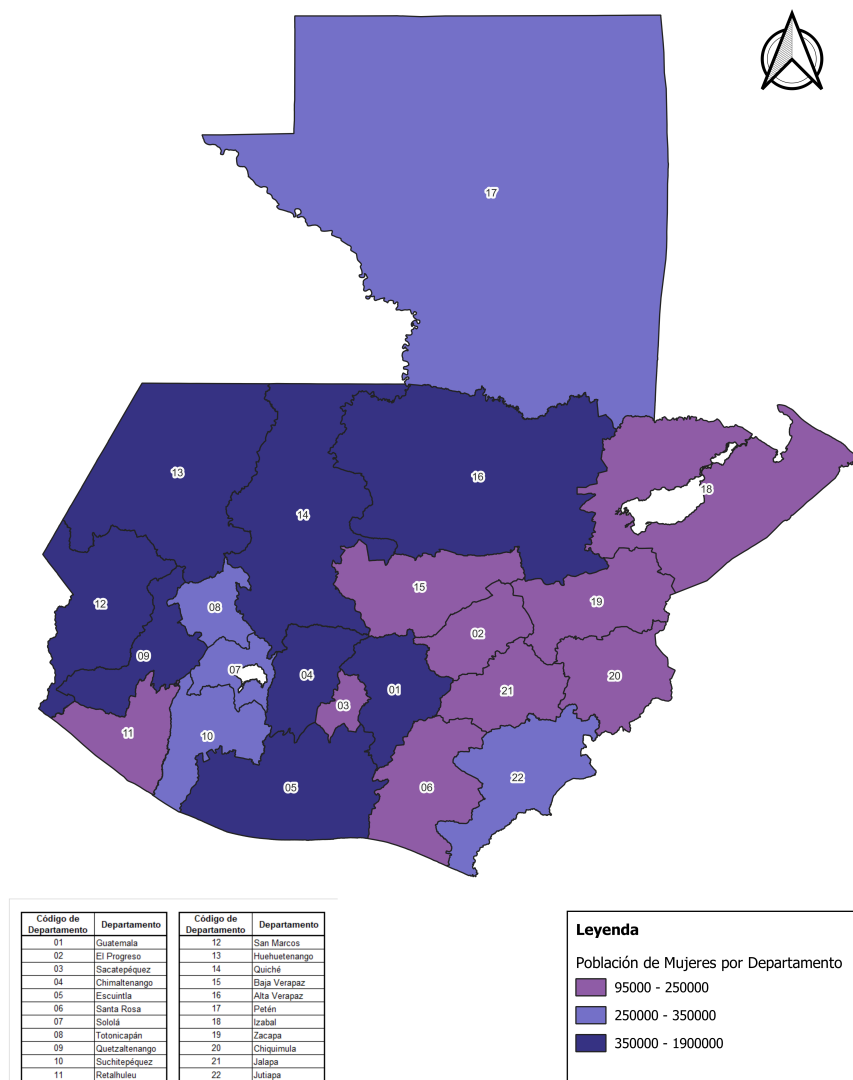 17
13
16
18
14
12
15
08
19
02
09
07
04
20
01
21
03
11
10
22
05
06
Código de Departamento Departamento
01 Guatemala
02 El Progreso
03 Sacatepéquez
04 Chimaltenango
05 Escuintla
06 Santa Rosa
07 Sololá
08 Totonicapán
09 Quetzaltenango
10 Suchitepéquez
11 Retalhuleu
Código de Departamento Departamento
12 San Marcos
13 Huehuetenango
14 Quiché
15 Baja Verapaz
16 Alta Verapaz
17 Petén
18 Izabal
19 Zacapa
20 Chiquimula
21 Jalapa
22 Jutiapa
Leyenda
Población de Mujeres por Departamento
95000 - 250000
250000 - 350000
350000 - 1900000